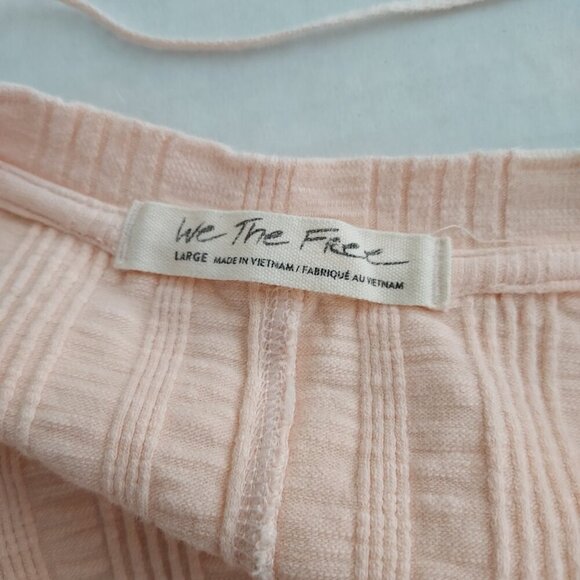 We The Free
LARGE MADE IN VIETNAM / FABRIQUÉ AU VIETNAM